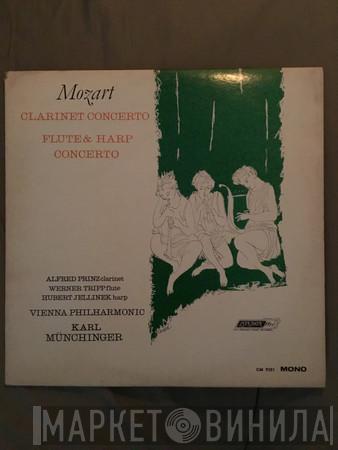 Mozart
CLARINET CONCERTO
FLUTE & HARP
CONCERTO
ALFRED PRINZ clarinet
WERNER TRIPP flute
HUBERT JELLINEK harp
VIENNA PHILHARMONIC
KARL
MÜNCHINGER
LONDON
MONO
МАРКЕТ ВИНИЛА